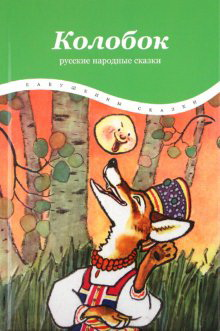 Колобок
русские народные сказки
БАБУШКИНЫ СКАЗКИ